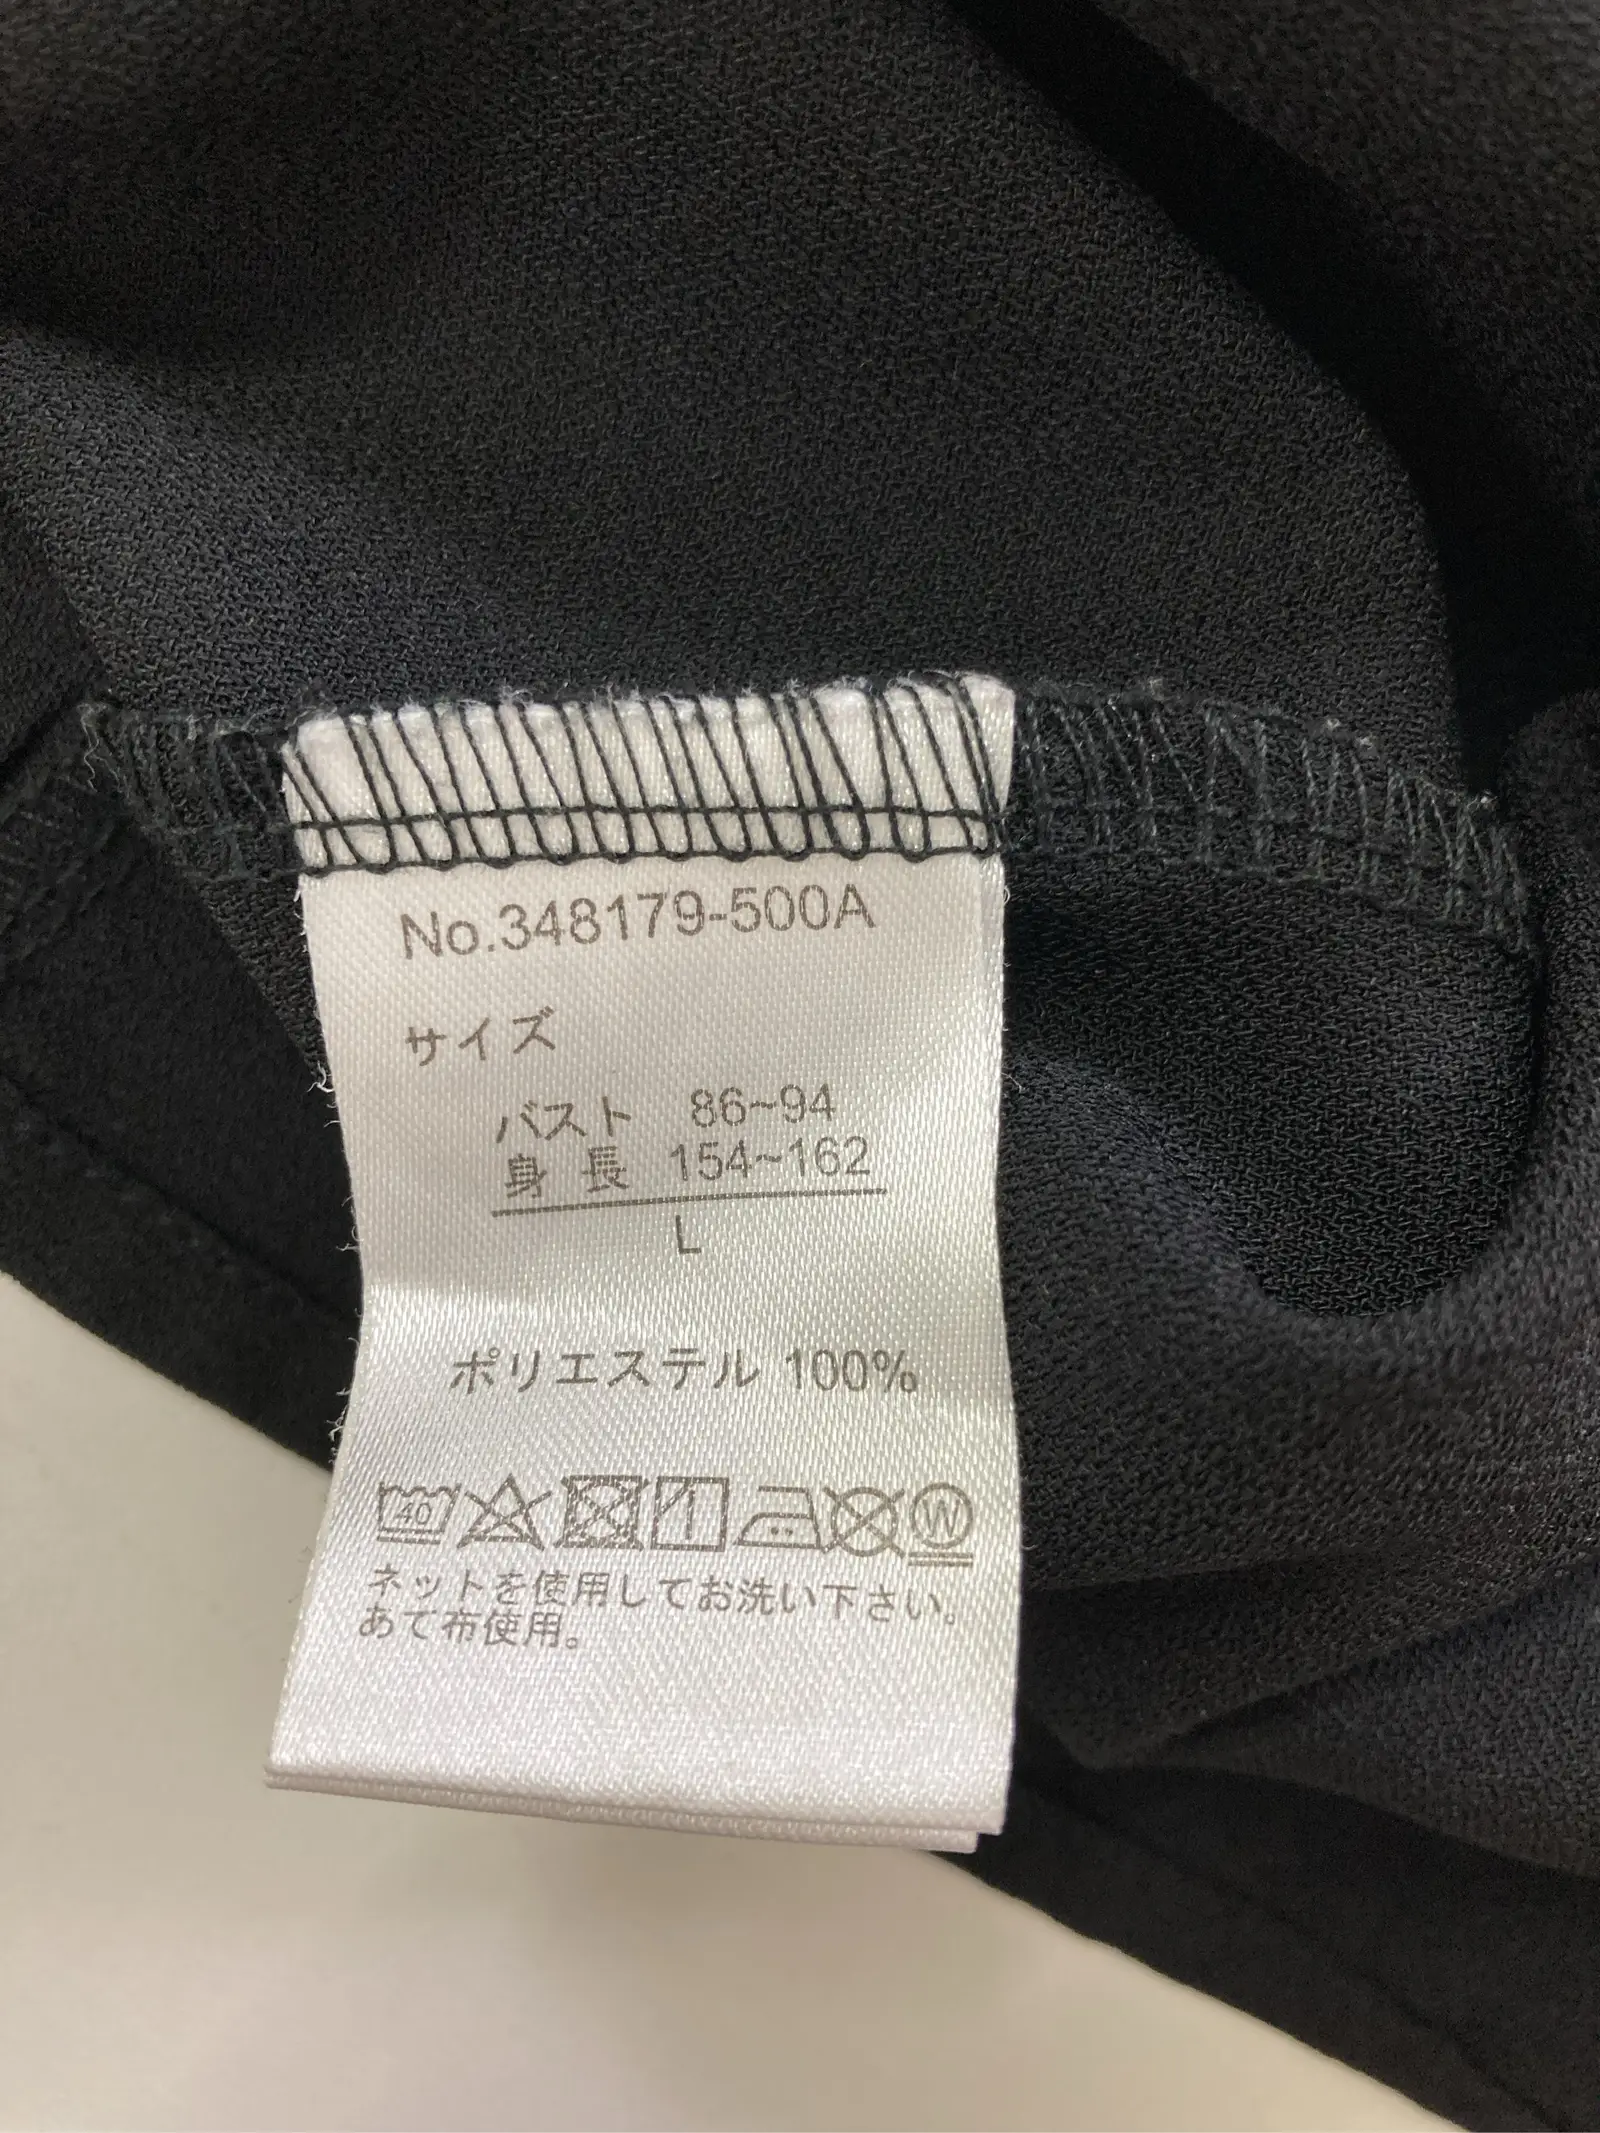 No.348179-500A
サイズ
バスト 86~94
身長 154~162
L
ポリエステル 100%
40 W
ネットを使用してお洗い下さい。
あて布使用。